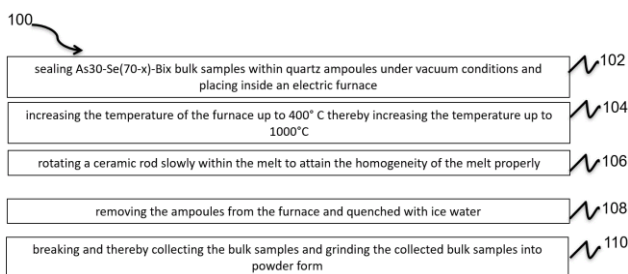 100
sealing As30-Se(70-x)-Bix bulk samples within quartz ampoules under vacuum conditions and
placing inside an electric furnace
102
increasing the temperature of the furnace up to 400° C thereby increasing the temperature up to
1000°C
104
rotating a ceramic rod slowly within the melt to attain the homogeneity of the melt properly
106
removing the ampoules from the furnace and quenched with ice water
108
breaking and thereby collecting the bulk samples and grinding the collected bulk samples into
powder form
110